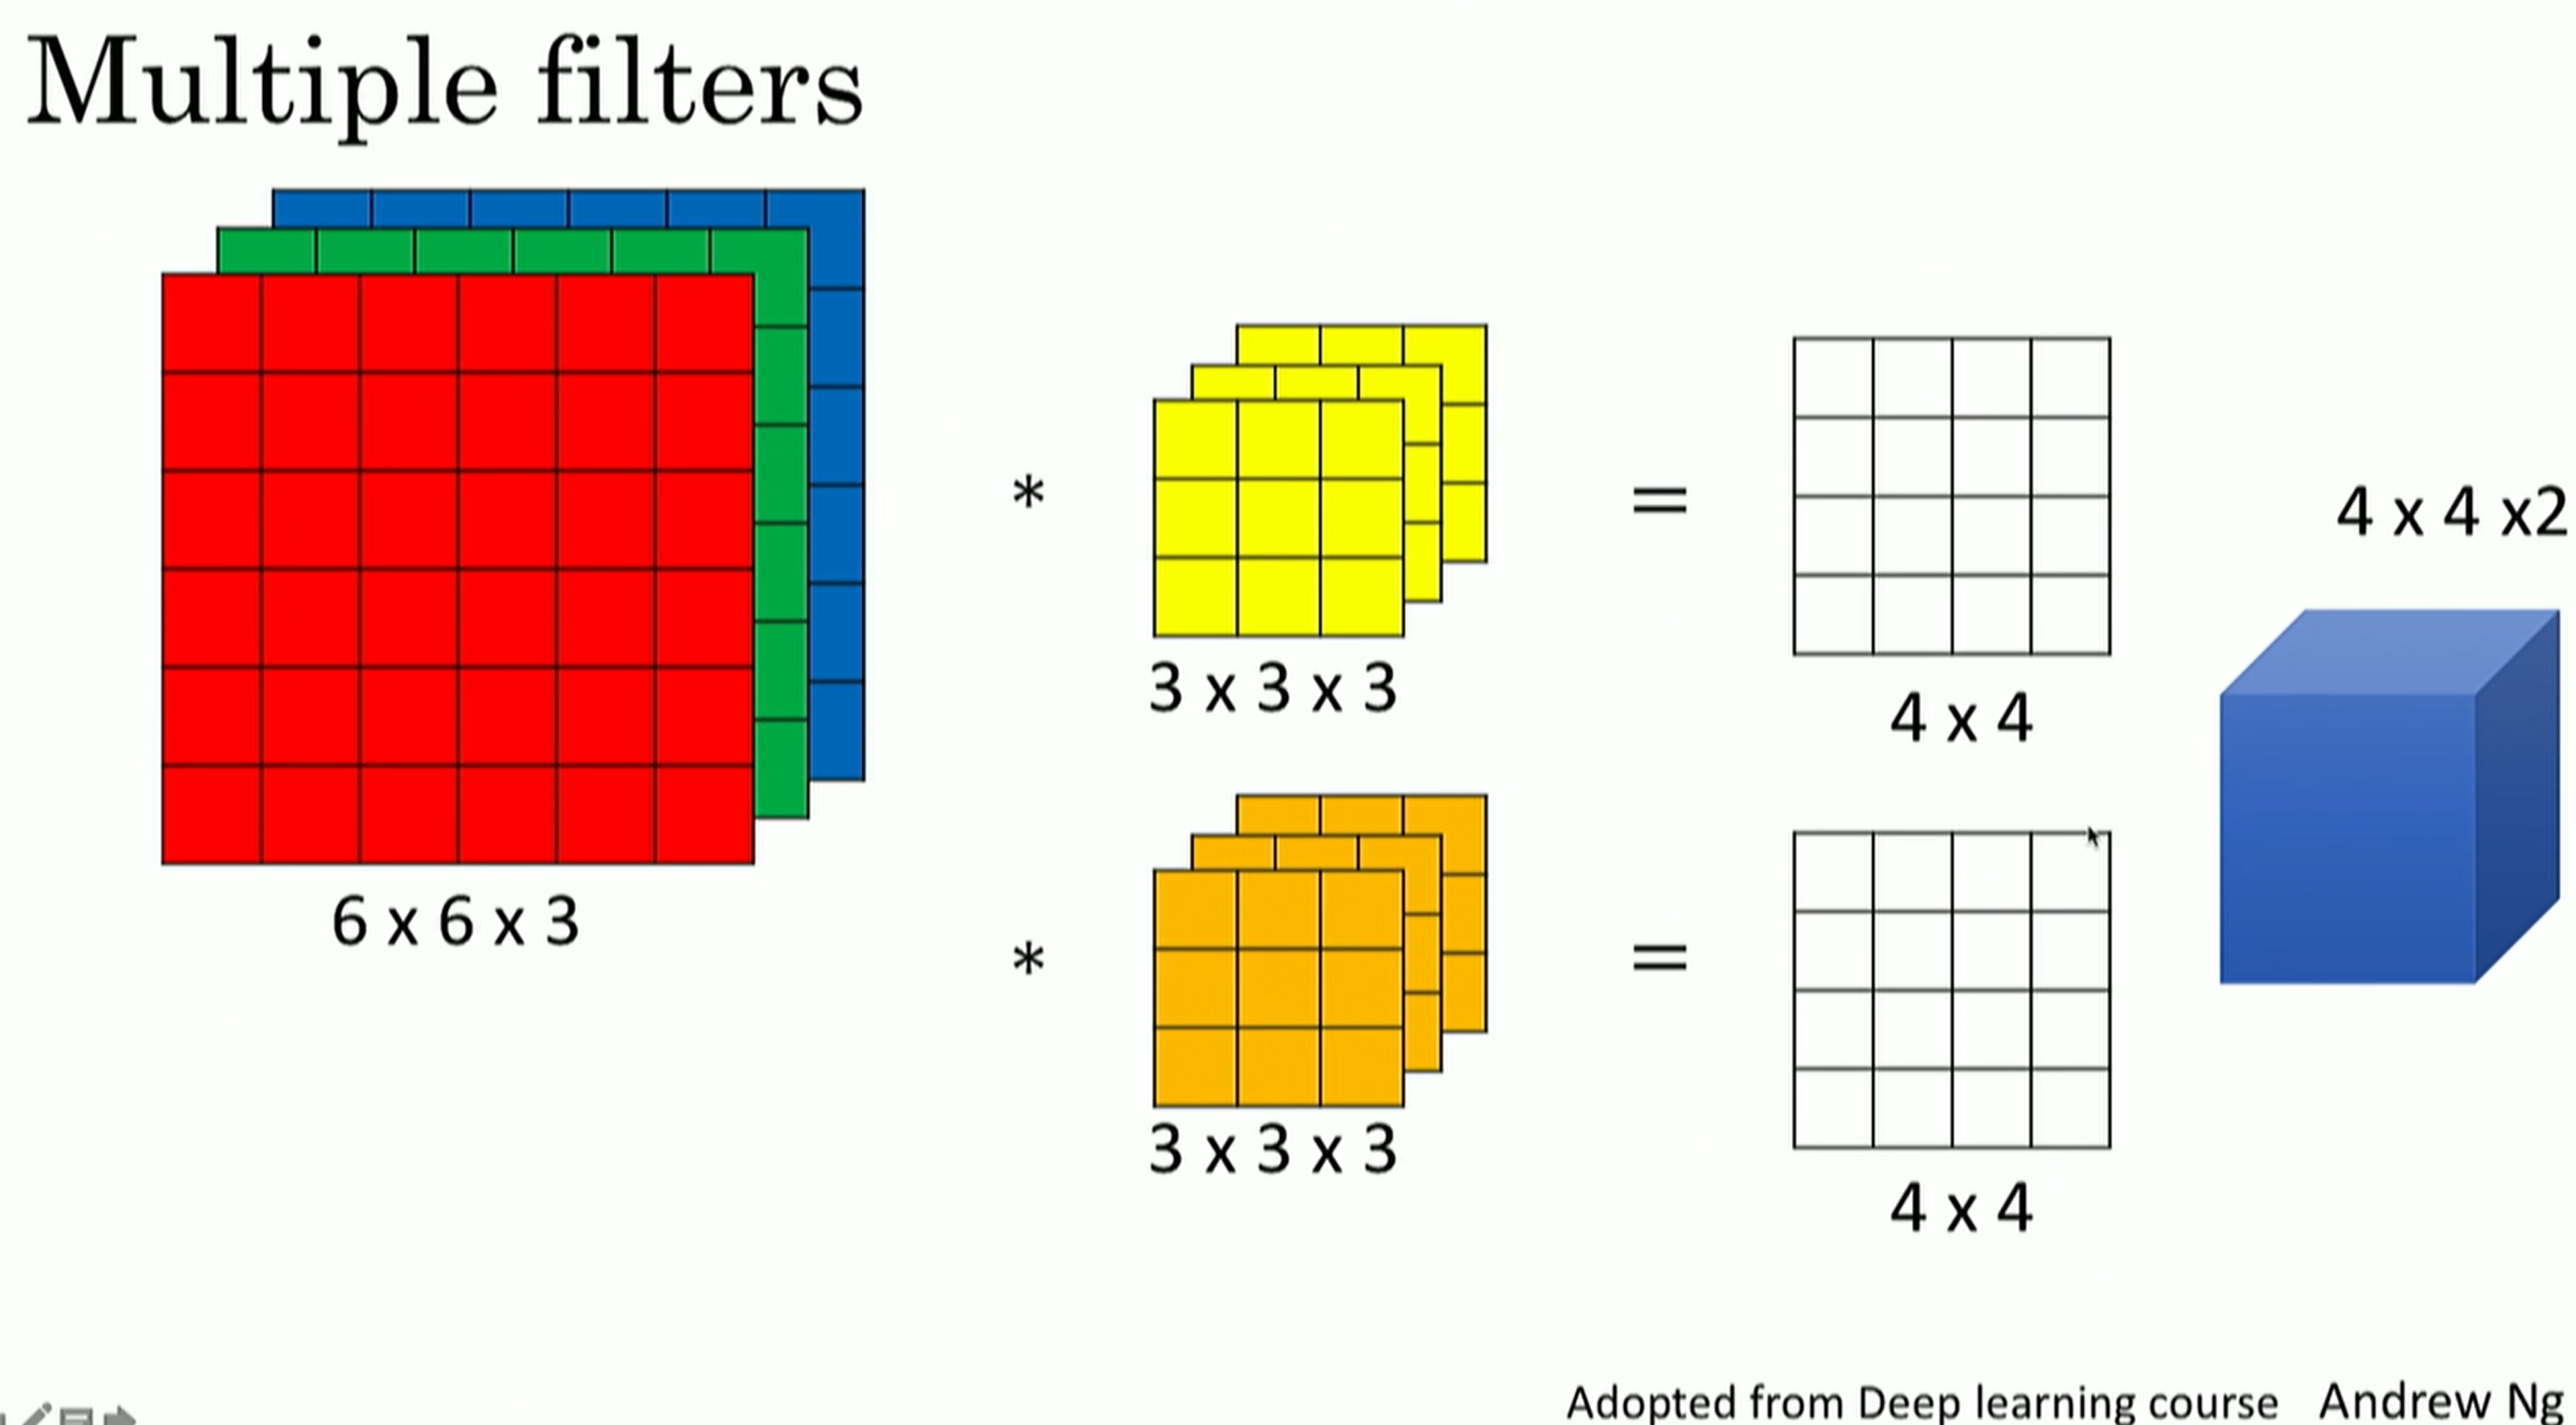 Multiple filters
*
=
4 x 4 x2
3 x 3 x 3
4 x 4
6 x 6 x 3
*
=
3 x 3 x 3
4 x 4
Adopted from Deep learning course Andrew Ng